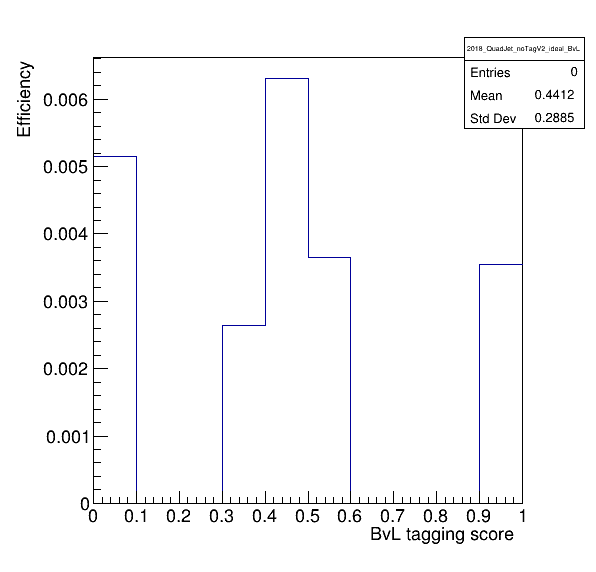 2018_QuadJet_noTagV2_ideal_BvL
Entries 0
Mean 0.4412
Std Dev 0.2885
Efficiency
0.006
0.005
0.004
0.003
0.002
0.001
0
0 0.1 0.2 0.3 0.4 0.5 0.6 0.7 0.8 0.9 1
BvL tagging score